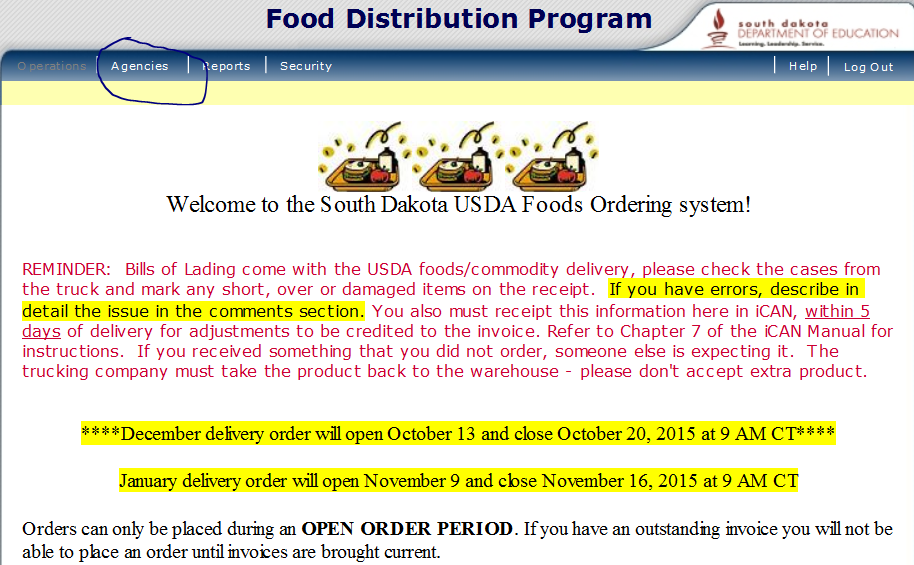 Food Distribution Program
south dakota
DEPARTMENT OF EDUCATION
Learning. Leadership. Service.
Operations | Agencies | Reports | Security | Help | Log Out
Welcome to the South Dakota USDA Foods Ordering system!
REMINDER: Bills of Lading come with the USDA foods/commodity delivery, please check the cases from
the truck and mark any short, over or damaged items on the receipt. If you have errors, describe in
detail the issue in the comments section. You also must receipt this information here in iCAN, within 5
days of delivery for adjustments to be credited to the invoice. Refer to Chapter 7 of the iCAN Manual for
instructions. If you received something that you did not order, someone else is expecting it. The
trucking company must take the product back to the warehouse - please don't accept extra product.
****December delivery order will open October 13 and close October 20, 2015 at 9 AM CT****
January delivery order will open November 9 and close November 16, 2015 at 9 AM CT
Orders can only be placed during an OPEN ORDER PERIOD. If you have an outstanding invoice you will not be
able to place an order until invoices are brought current.